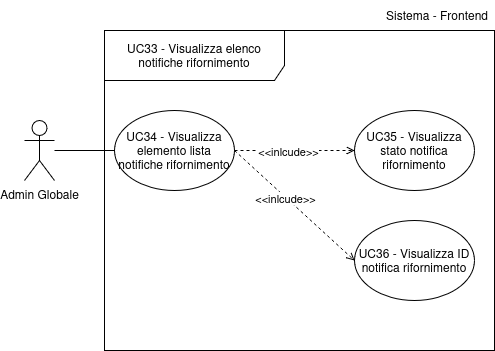 Sistema - Frontend
UC33 - Visualizza elenco
notifiche rifornimento
UC34 - Visualizza
elemento lista
notifiche rifornimento
<<inlcude>>
UC35 - Visualizza
stato notifica
rifornimento
Admin Globale
<<inlcude>>
UC36 - Visualizza ID
notifica rifornimento